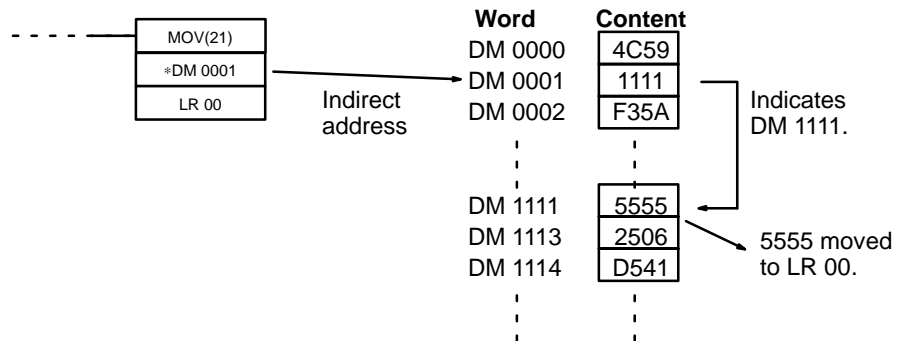 Word Content
MOV(21)
DM 0000 4C59
*DM 0001
DM 0001 1111
LR 00
Indirect
address
DM 0002 F35A
Indicates
DM 1111.
DM 1111 5555
DM 1113 2506
DM 1114 D541
5555 moved
to LR 00.